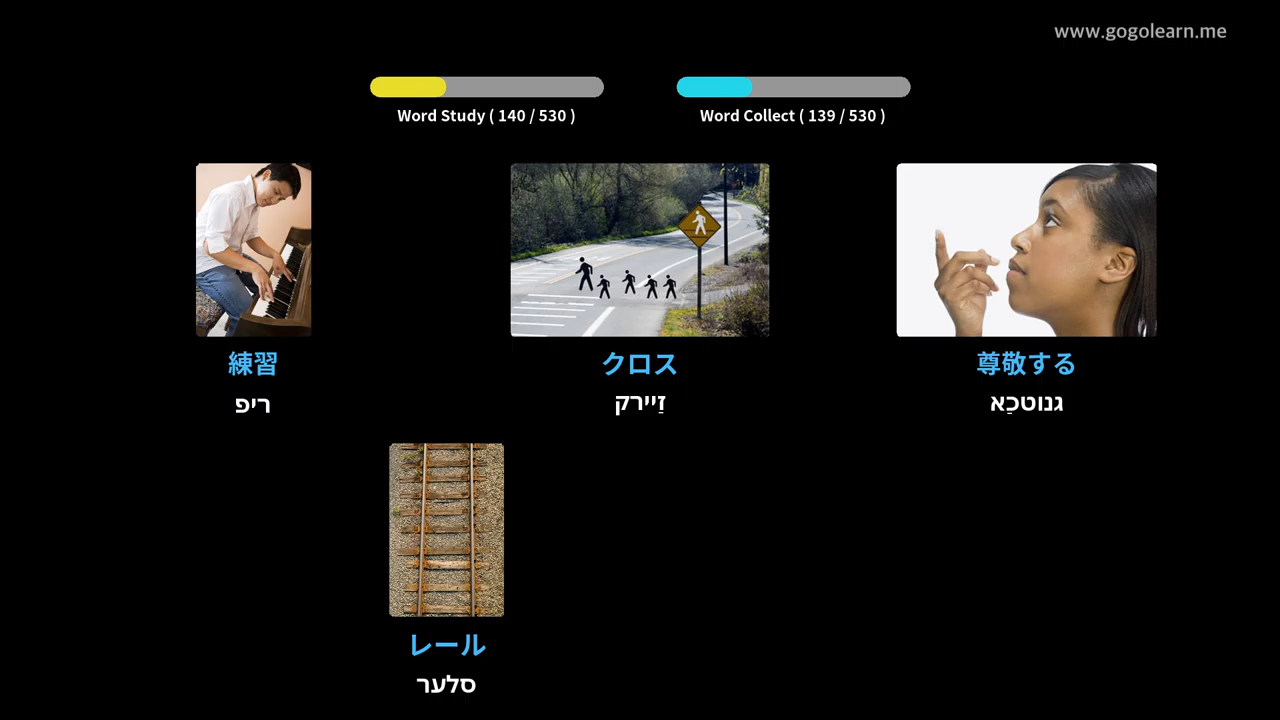 www.gogolearn.me
Word Study ( 140 / 530 )
Word Collect ( 139 / 530 )
練習
ריפ
クロス
זַיירק
尊敬する
גנוטכַא
レール
סלער